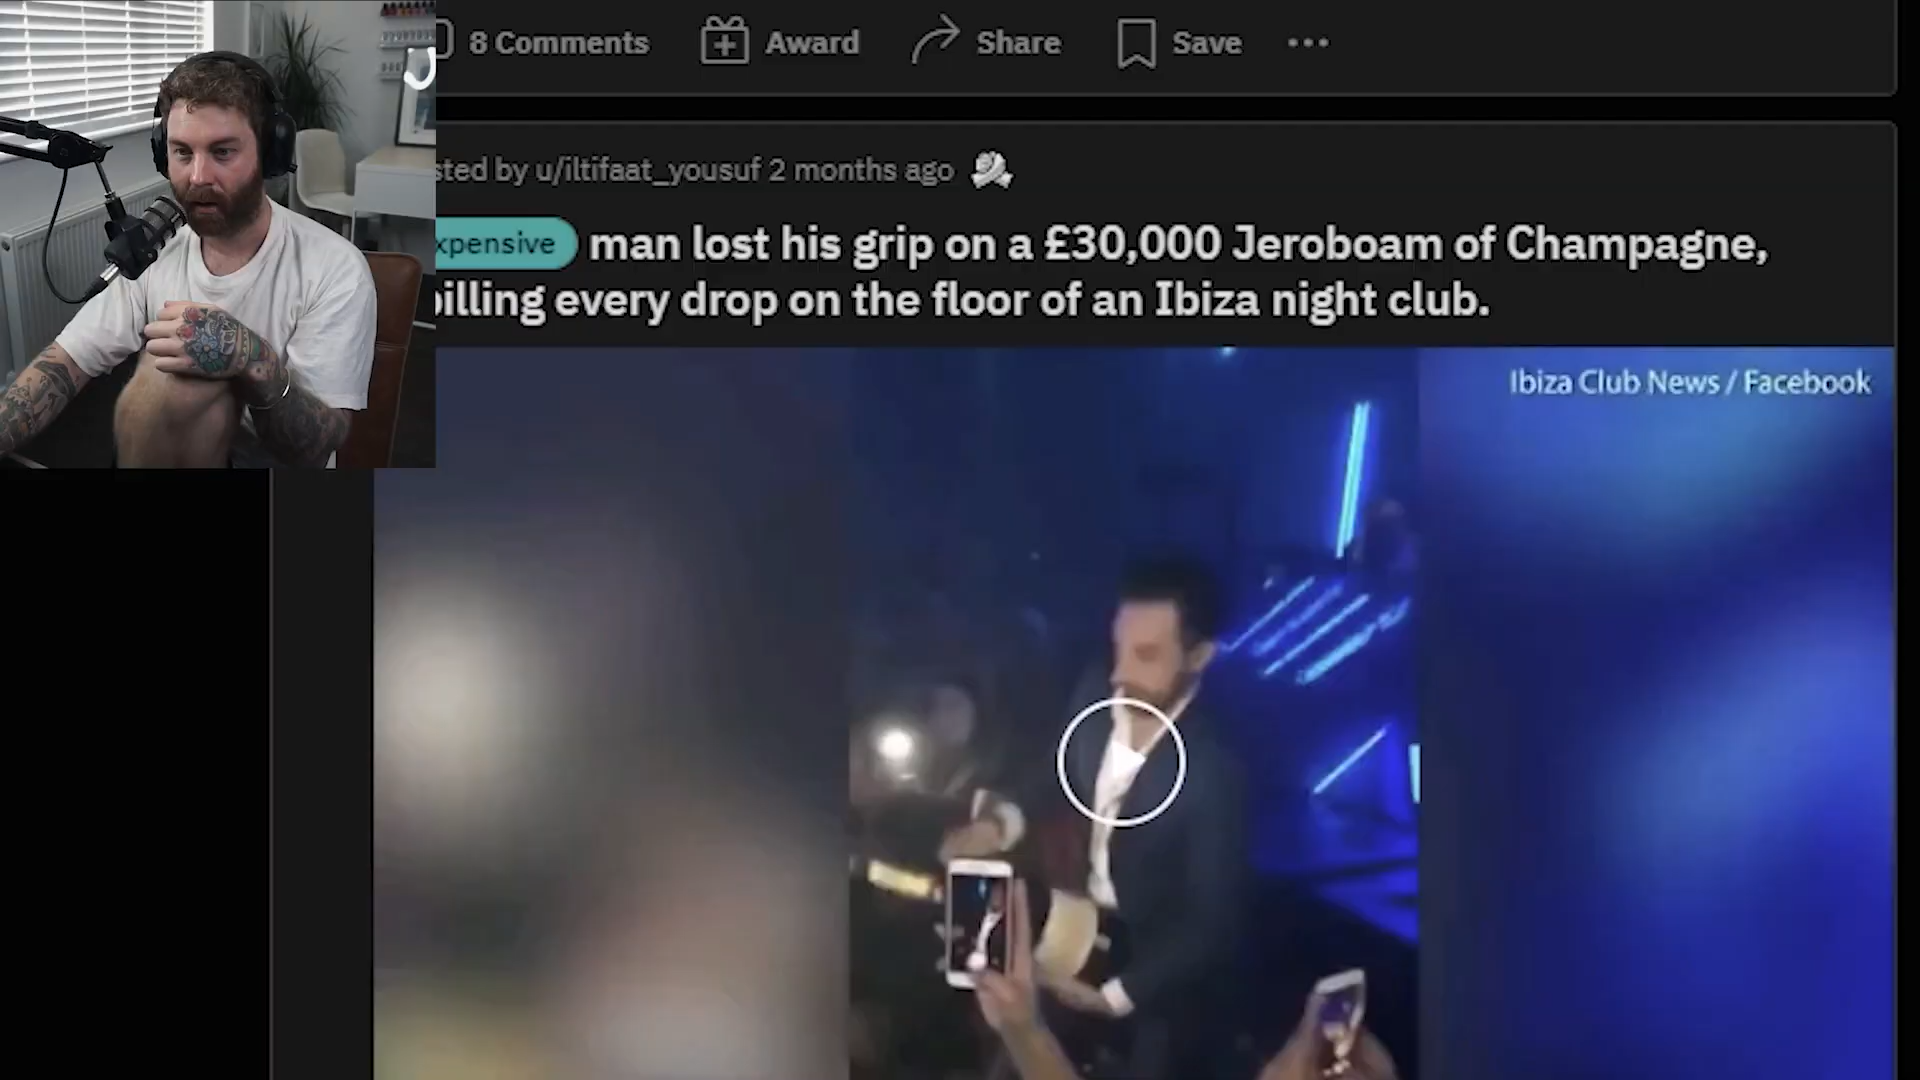 8 Comments Award Share Save
sted by u/iltifaat_yousuf 2 months ago
xpensive man lost his grip on a £30,000 Jeroboam of Champagne,
pilling every drop on the floor of an Ibiza night club.
Ibiza Club News / Facebook